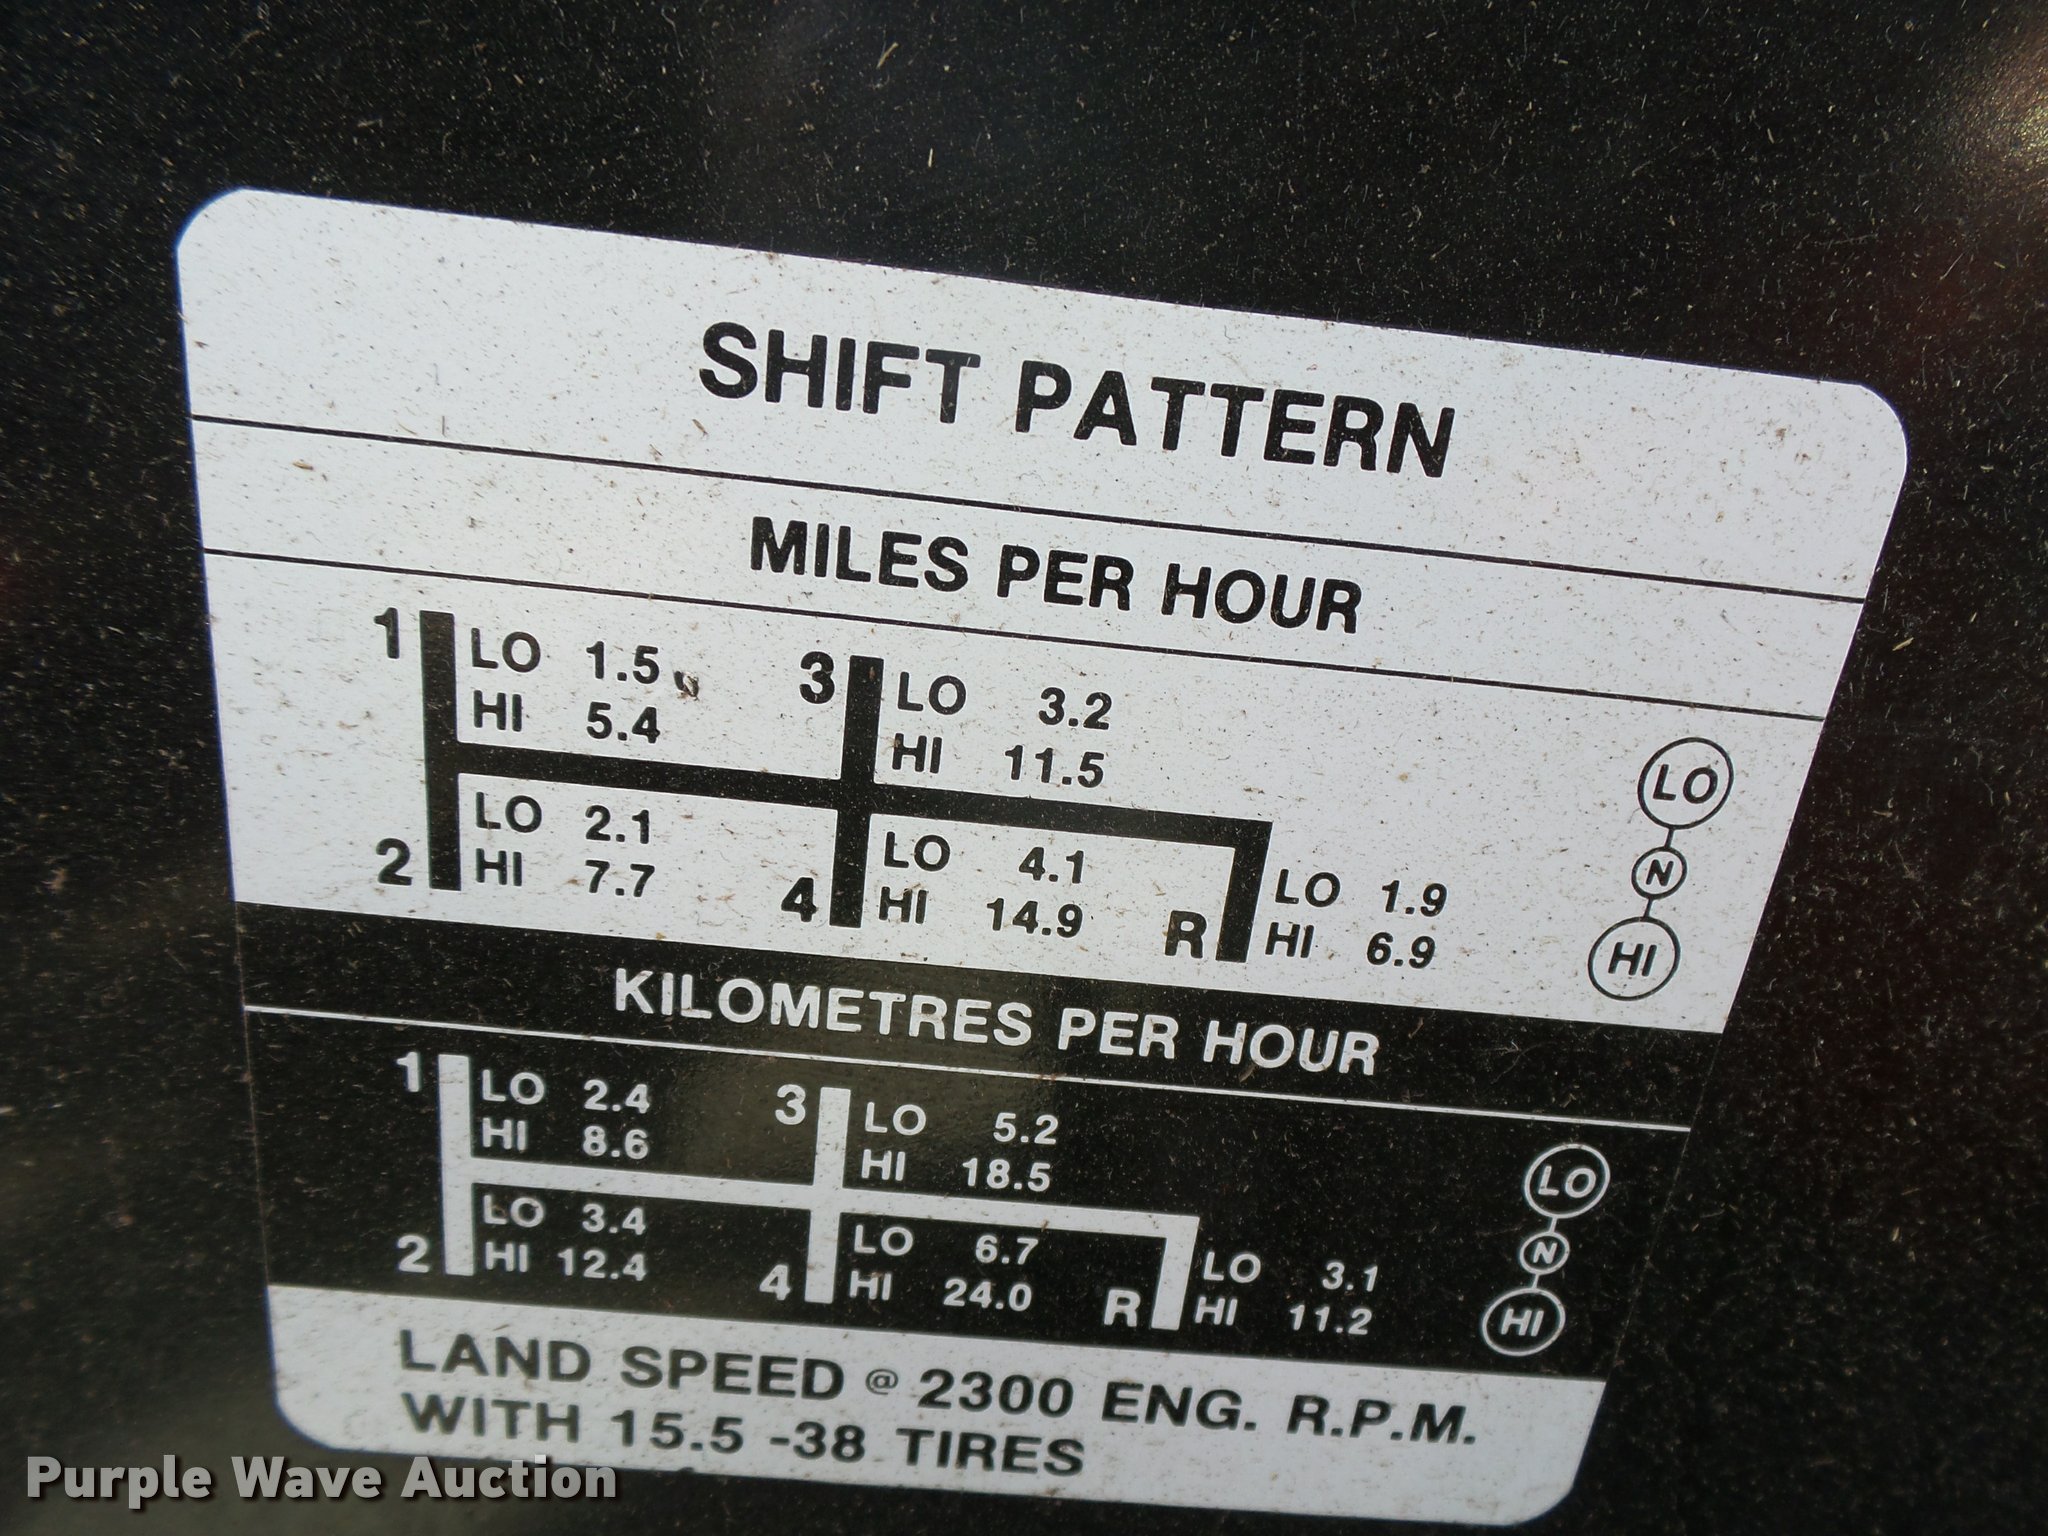 SHIFT PATTERN
MILES PER HOUR
1 LO 1.5 3 LO 3.2
HI 5.4 HI 11.5
LO
LO 2.1 LO 4.1
N
2 HI 7.7 4 HI 14.9 R LO 1.9
HI 6.9 HI
KILOMETRES PER HOUR
1 LO 2.4 3 LO 5.2
HI 8.6 HI 18.5
LO
LO 3.4 LO 6.7
N
2 HI 12.4 4 HI 24.0 R LO 3.1
HI 11.2 HI
LAND SPEED @ 2300 ENG. R.P.M.
WITH 15.5 -38 TIRES
Purple Wave Auction